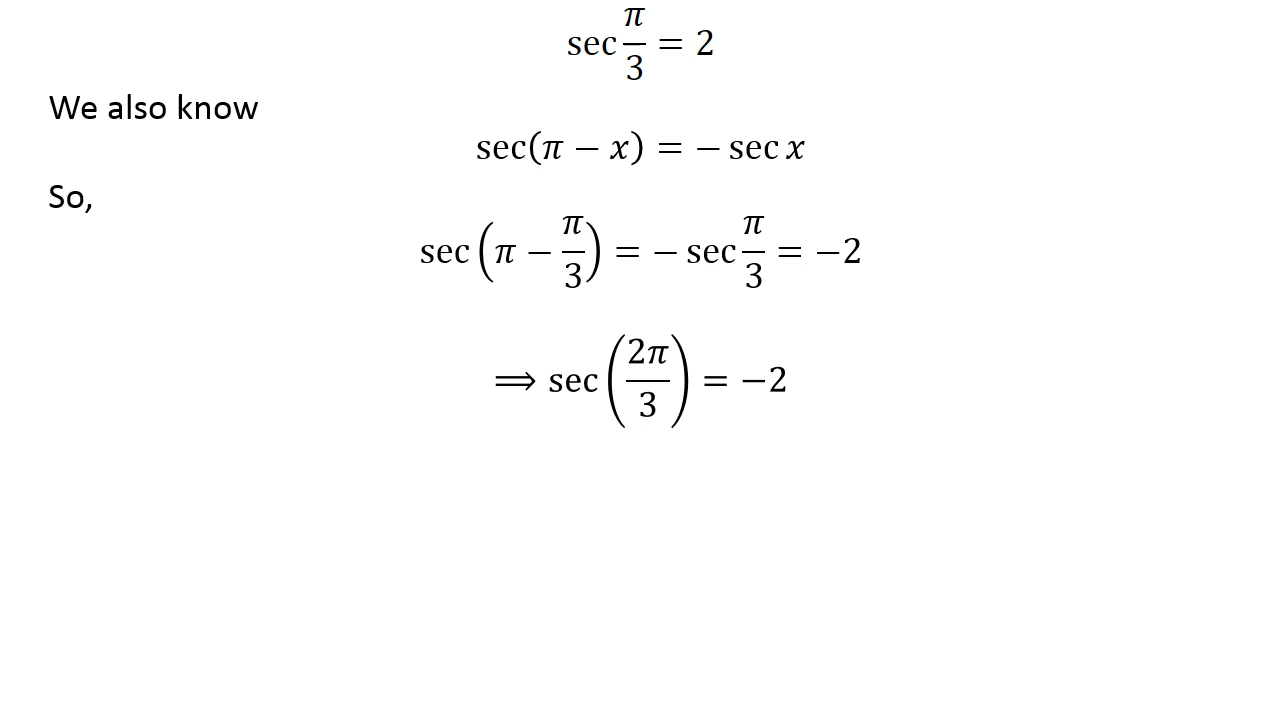 sec π/3 = 2
We also know
sec(π − x) = − sec x
So,
sec (π − π/3) = − sec π/3 = −2
⟹ sec (2π/3) = −2